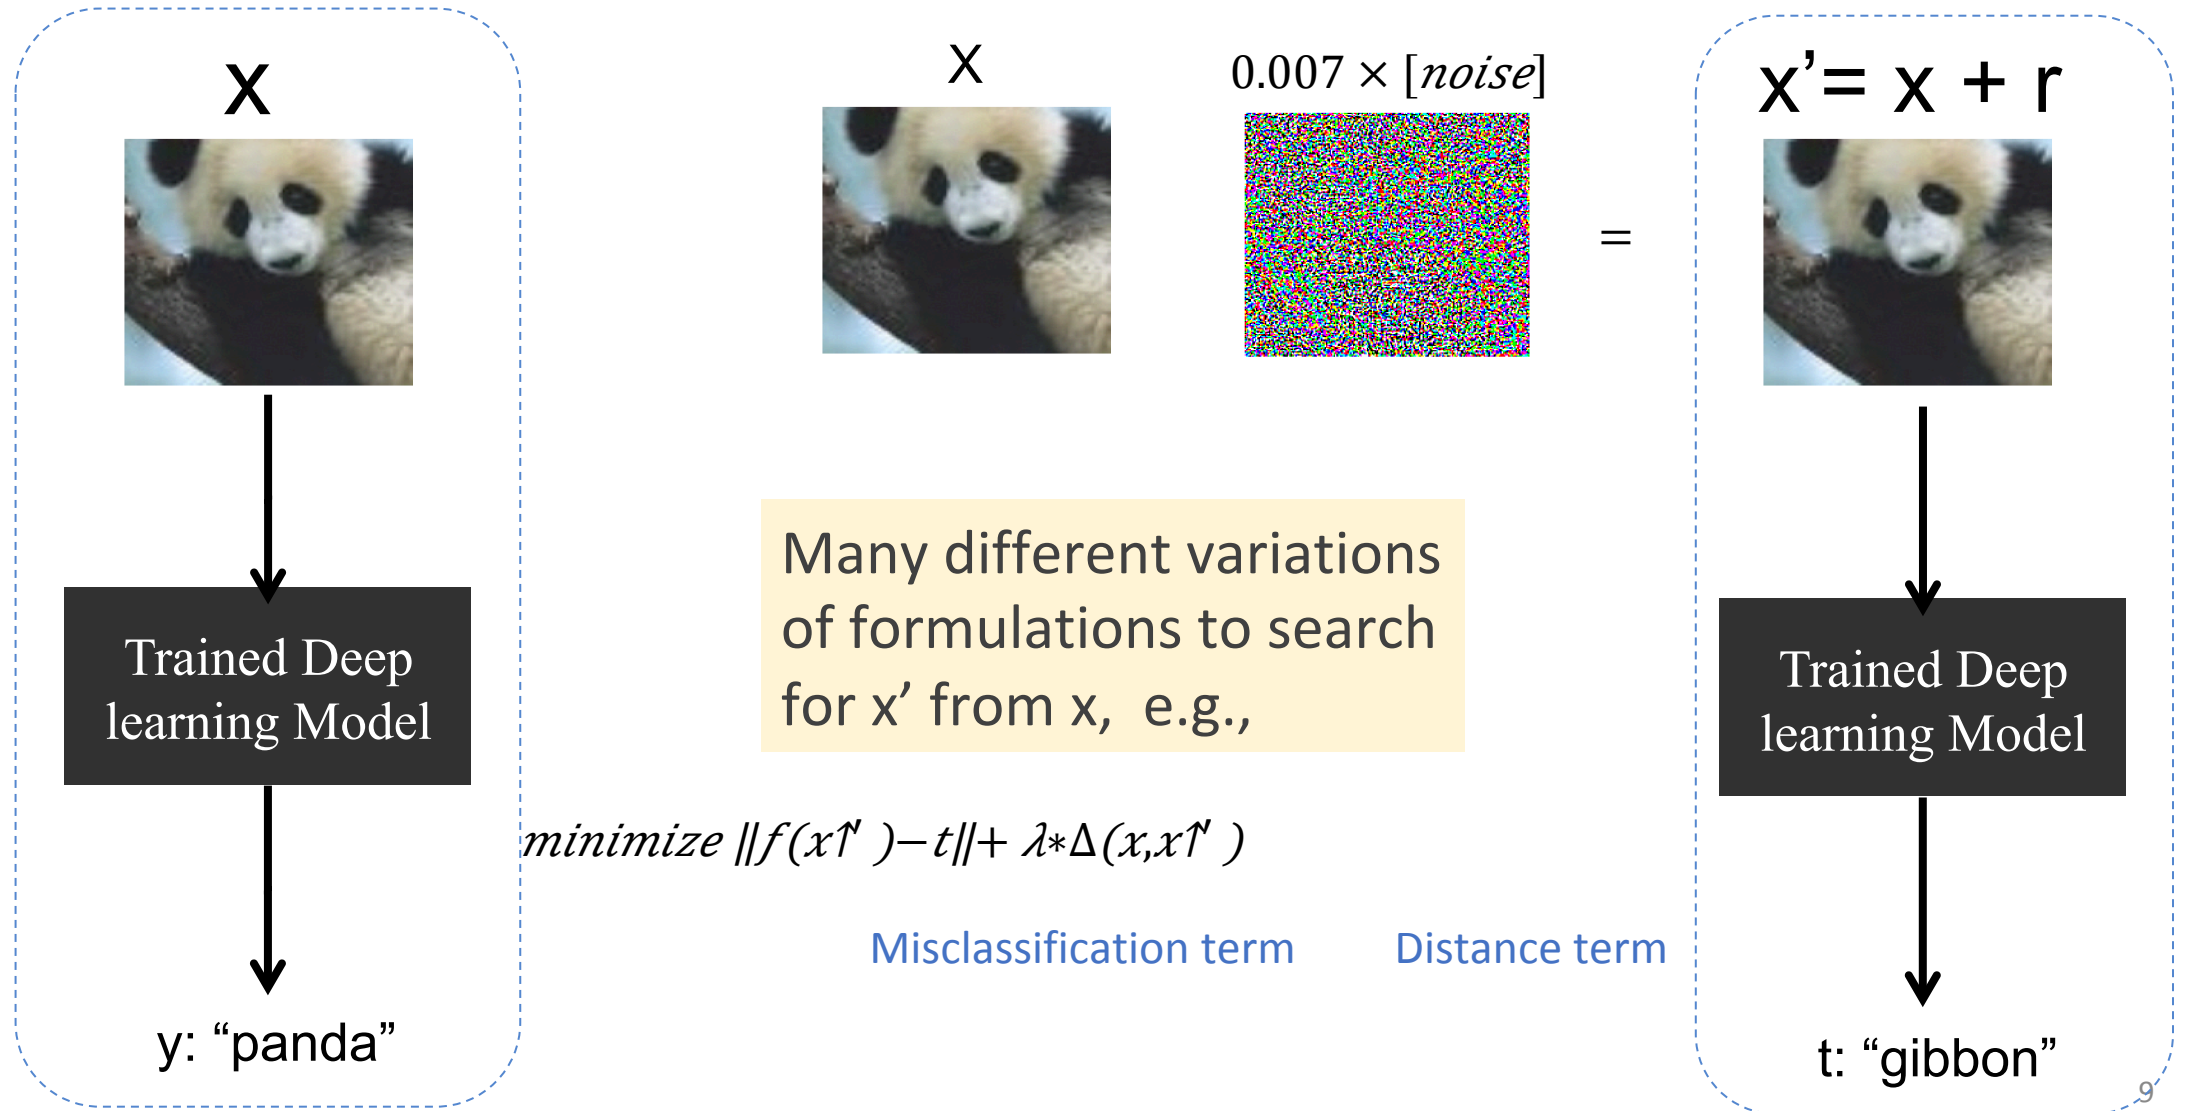 x
Trained Deep
learning Model
y: “panda”
x
0.007 × [noise]
=
Many different variations
of formulations to search
for x’ from x, e.g.,
minimize ‖f(x↑′ )−t‖+ λ∗Δ(x,x↑′ )
Misclassification term
Distance term
x’= x + r
Trained Deep
learning Model
t: “gibbon”
9